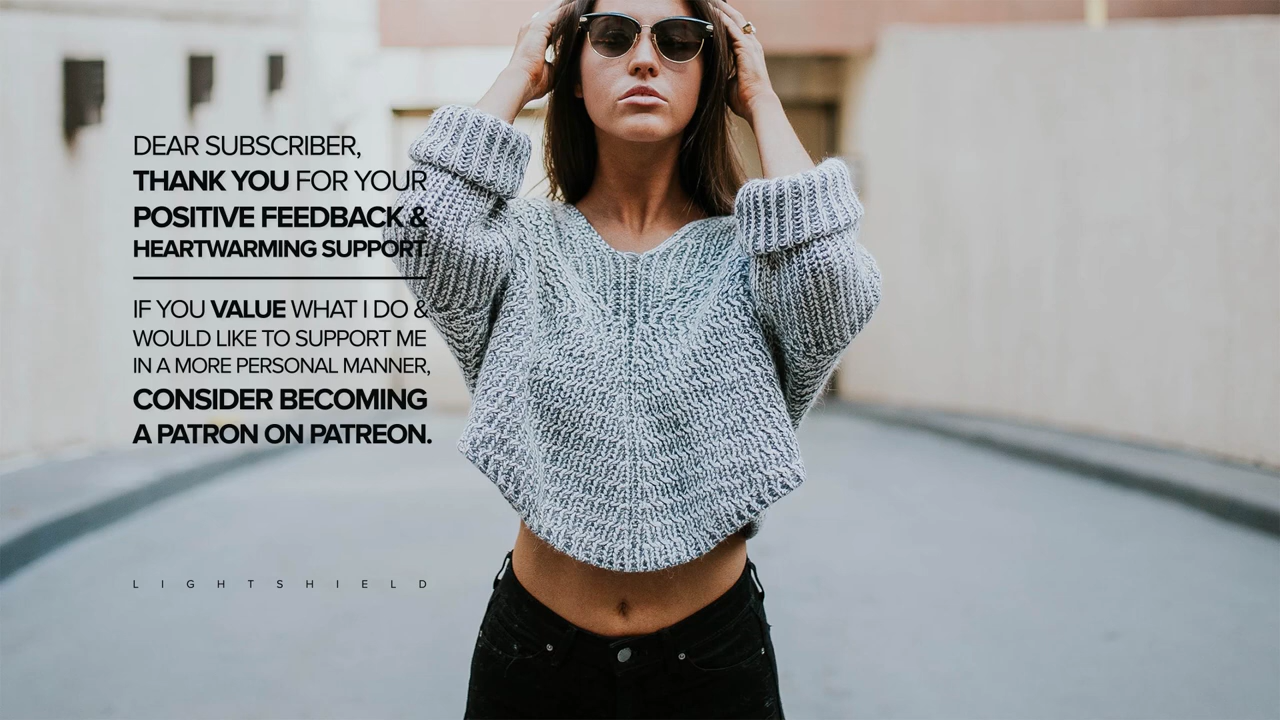 DEAR SUBSCRIBER,
THANK YOU FOR YOUR
POSITIVE FEEDBACK &
HEARTWARMING SUPPORT.
IF YOU VALUE WHAT I DO &
WOULD LIKE TO SUPPORT ME
IN A MORE PERSONAL MANNER,
CONSIDER BECOMING
A PATRON ON PATREON.
LIGHTSHIELD